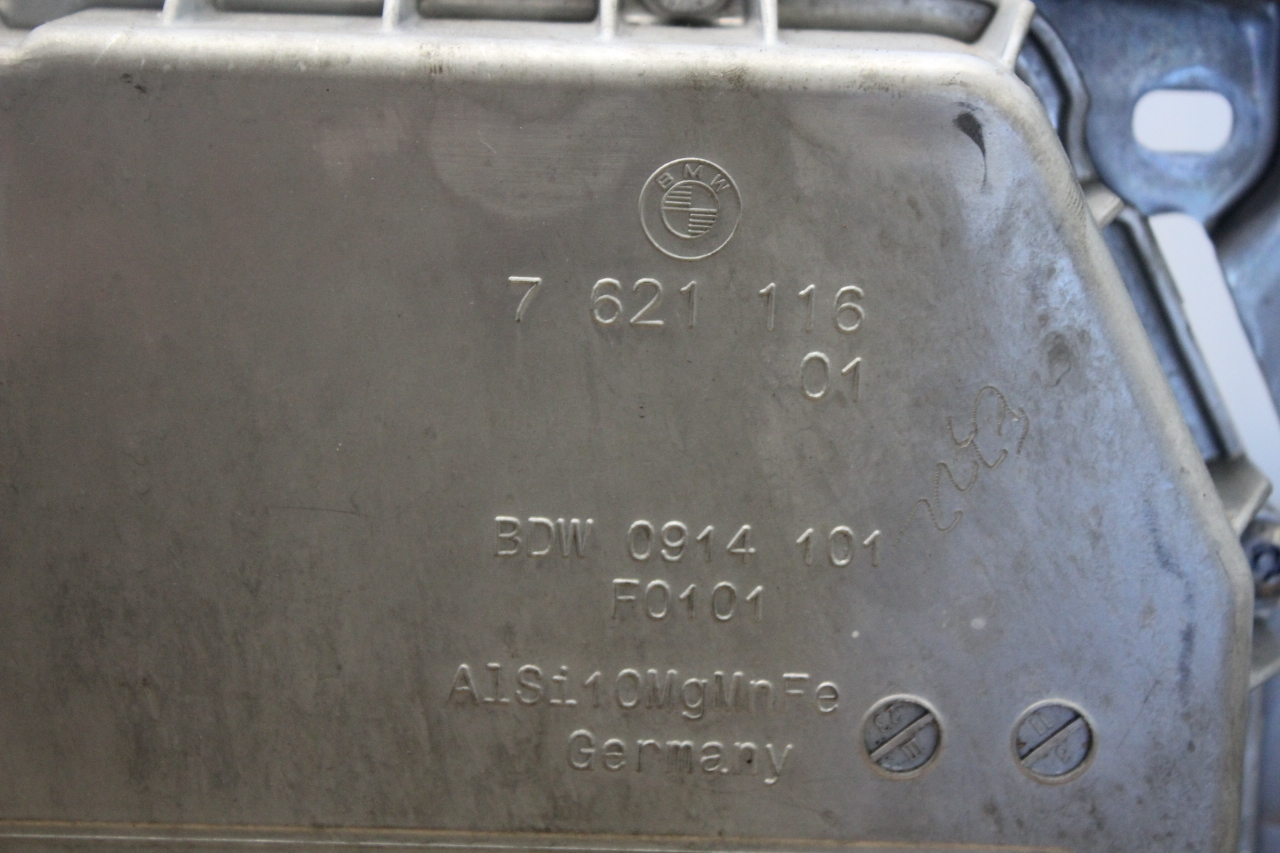 BMW
7 621 116
01
BDW 0914 101
F0101
AlSi10MgMnFe
Germany